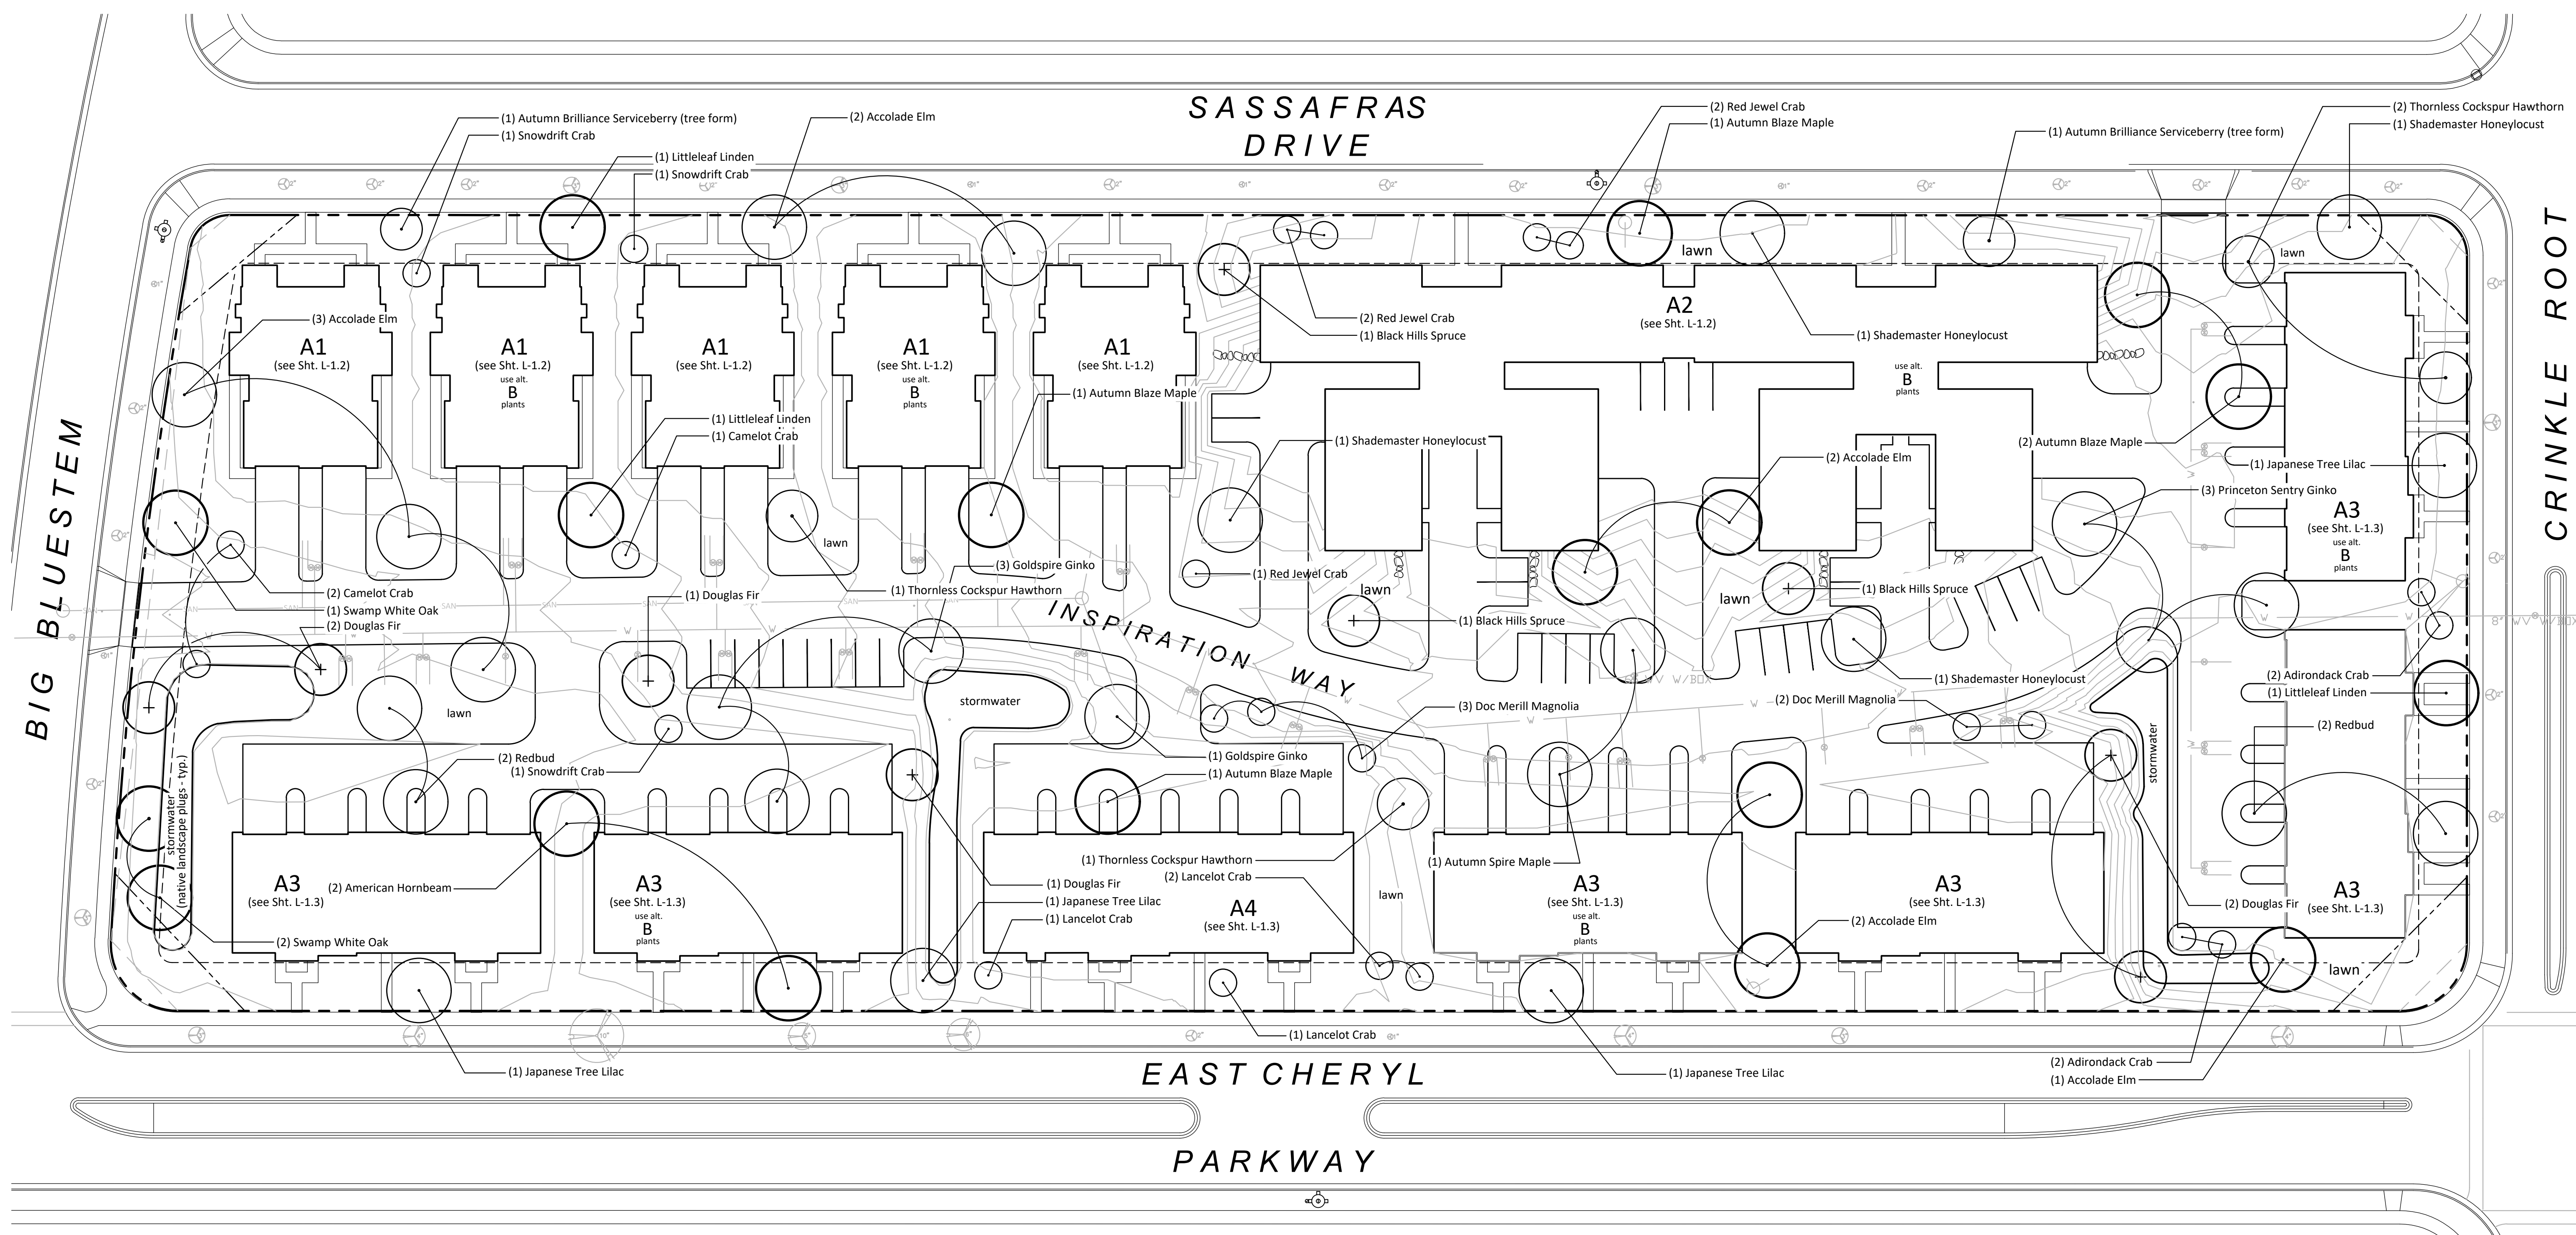 SASSAFRAS
DRIVE
(1) Autumn Brilliance Serviceberry (tree form)
(1) Snowdrift Crab
(2) Accolade Elm
(1) Littleleaf Linden
(1) Snowdrift Crab
(2) Red Jewel Crab
(1) Autumn Blaze Maple
(1) Autumn Brilliance Serviceberry (tree form)
(2) Thornless Cockspur Hawthorn
(1) Shademaster Honeylocust
lawn
lawn
(3) Accolade Elm
A1
(see Sht. L-1.2)
A1
(see Sht. L-1.2)
use alt.
B
plants
A1
(see Sht. L-1.2)
A1
(see Sht. L-1.2)
use alt.
B
plants
A1
(see Sht. L-1.2)
A2
(see Sht. L-1.2)
(2) Red Jewel Crab
(1) Black Hills Spruce
(1) Shademaster Honeylocust
use alt.
B
plants
(1) Autumn Blaze Maple
(1) Littleleaf Linden
(1) Camelot Crab
(1) Shademaster Honeylocust
(2) Accolade Elm
(2) Autumn Blaze Maple
(1) Japanese Tree Lilac
(3) Princeton Sentry Ginko
A3
(see Sht. L-1.3)
use alt.
B
plants
CRINKLE ROOT
BIG BLUESTEM
lawn
(3) Goldspire Ginko
(1) Thornless Cockspur Hawthorn
(1) Red Jewel Crab
(1) Douglas Fir
(2) Camelot Crab
(1) Swamp White Oak
(2) Douglas Fir
lawn
lawn
(1) Black Hills Spruce
(1) Black Hills Spruce
INSPIRATION WAY
SAN
SAN
SAN
SAN
W
W
W
W
W/BOX
(1) Shademaster Honeylocust
(2) Adirondack Crab
(1) Littleleaf Linden
(2) Redbud
(3) Doc Merill Magnolia
(2) Doc Merill Magnolia
lawn
stormwater
stormwater
stormwater
(native landscape plugs - typ.)
(2) Redbud
(1) Snowdrift Crab
(1) Goldspire Ginko
(1) Autumn Blaze Maple
(1) Thornless Cockspur Hawthorn
(2) Lancelot Crab
(1) Autumn Spire Maple
(2) American Hornbeam
A3
(see Sht. L-1.3)
A3
(see Sht. L-1.3)
use alt.
B
plants
(1) Douglas Fir
(1) Japanese Tree Lilac
(1) Lancelot Crab
A4
(see Sht. L-1.3)
lawn
A3
(see Sht. L-1.3)
use alt.
B
plants
A3
(see Sht. L-1.3)
(2) Accolade Elm
(2) Douglas Fir
A3
(see Sht. L-1.3)
lawn
(2) Swamp White Oak
(1) Lancelot Crab
(1) Japanese Tree Lilac
(1) Japanese Tree Lilac
(2) Adirondack Crab
(1) Accolade Elm
EAST CHERYL
PARKWAY